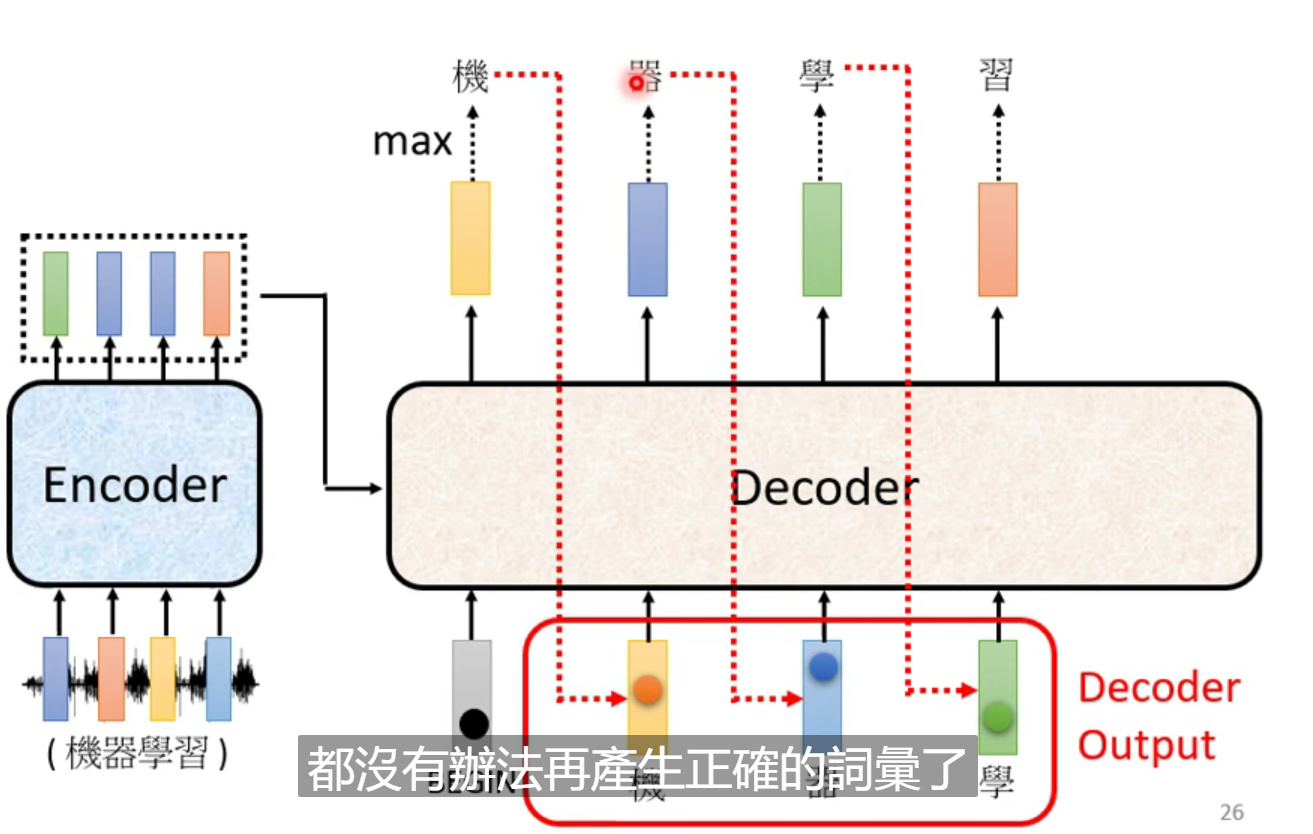 機 器 學 習
max
Encoder
Decoder
(機器學習)
BEGIN 機 器 學
Decoder
Output
都沒有辦法再產生正確的詞彙了
26